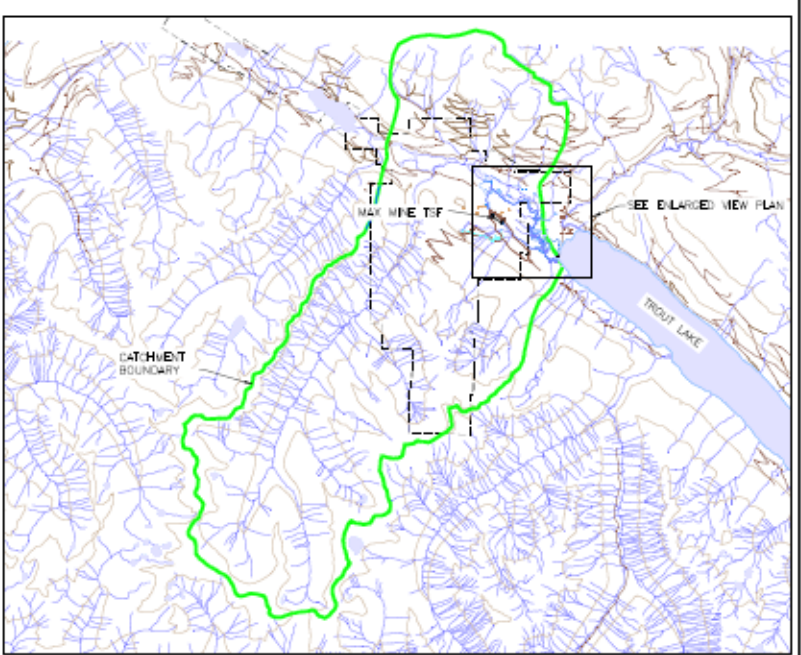 MAX MINE TSF
SEE ENLARGED VIEW PLAN
TROUT LAKE
CATCHMENT
BOUNDARY